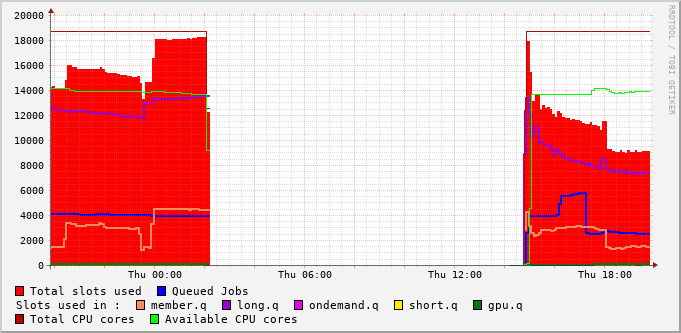 20000
18000
16000
14000
12000
10000
8000
6000
4000
2000
0
Thu 00:00 Thu 06:00 Thu 12:00 Thu 18:00
RRDTOOL / TOBI OETIKER
Total slots used Queued Jobs
Slots used in : member.q long.q ondemand.q short.q gpu.q
Total CPU cores Available CPU cores